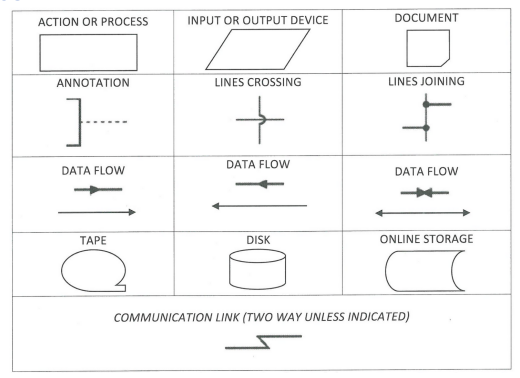 ACTION OR PROCESS
INPUT OR OUTPUT DEVICE
DOCUMENT
ANNOTATION
LINES CROSSING
LINES JOINING
DATA FLOW
DATA FLOW
DATA FLOW
TAPE
DISK
ONLINE STORAGE
COMMUNICATION LINK (TWO WAY UNLESS INDICATED)